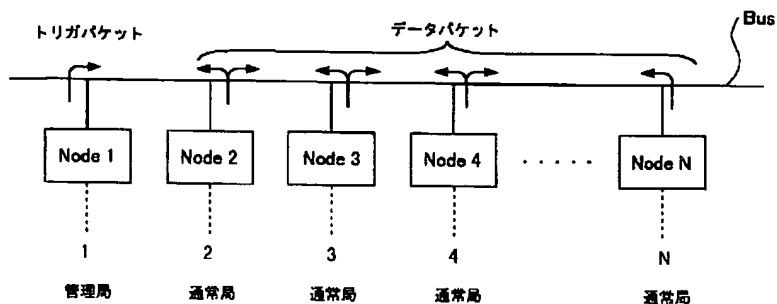 トリガパケット データパケット Bus
Node 1 Node 2 Node 3 Node 4 ····· Node N
1 2 3 4 N
管理局 通常局 通常局 通常局 通常局